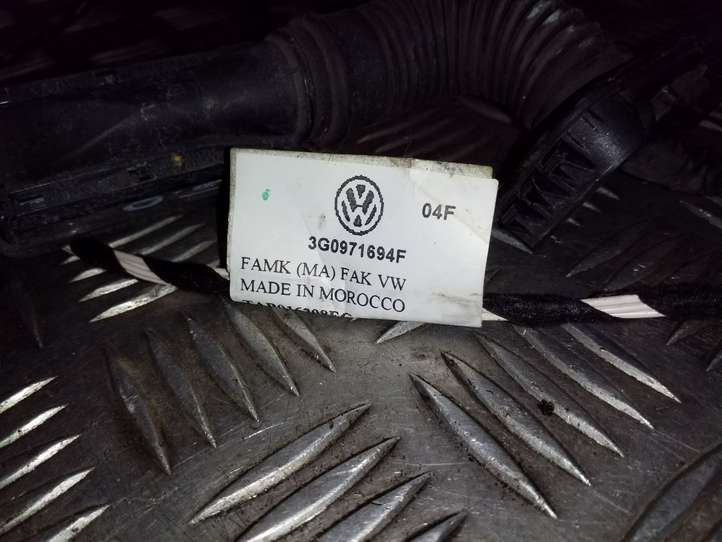 04F
3G0971694F
FAMK (MA) FAK VW
MADE IN MOROCCO